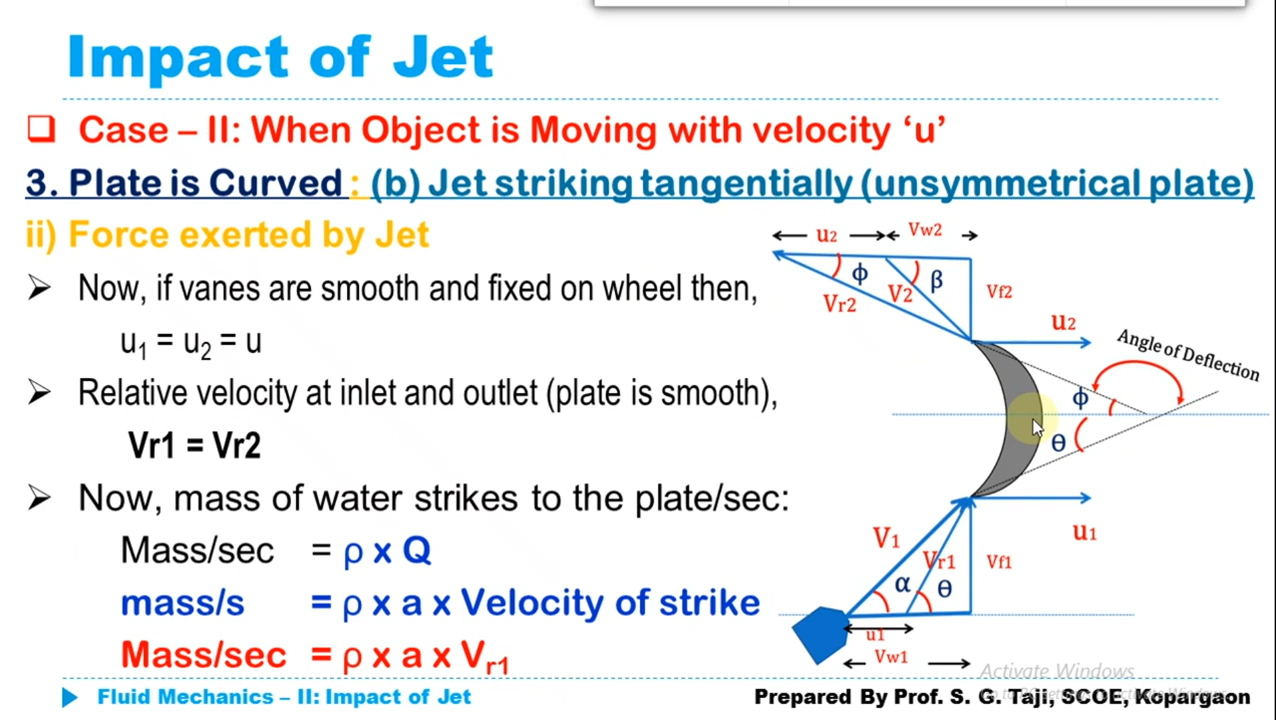 Impact of Jet
❑ Case – II: When Object is Moving with velocity ‘u’
3. Plate is Curved : (b) Jet striking tangentially (unsymmetrical plate)
ii) Force exerted by Jet
➢ Now, if vanes are smooth and fixed on wheel then,
u₁ = u₂ = u
➢ Relative velocity at inlet and outlet (plate is smooth),
Vr1 = Vr2
➢ Now, mass of water strikes to the plate/sec:
Mass/sec = ρ x Q
mass/s = ρ x a x Velocity of strike
Mass/sec = ρ x a x Vr1
u2 Vw2
ϕ β
Vr2 V2 Vf2
u2
Angle of Deflection
ϕ
θ
V1 Vr1 Vf1
u1
α θ
u1
Vw1
Activate Windows
Fluid Mechanics – II: Impact of Jet
Prepared By Prof. S. G. Taji, SCOE, Kopargaon